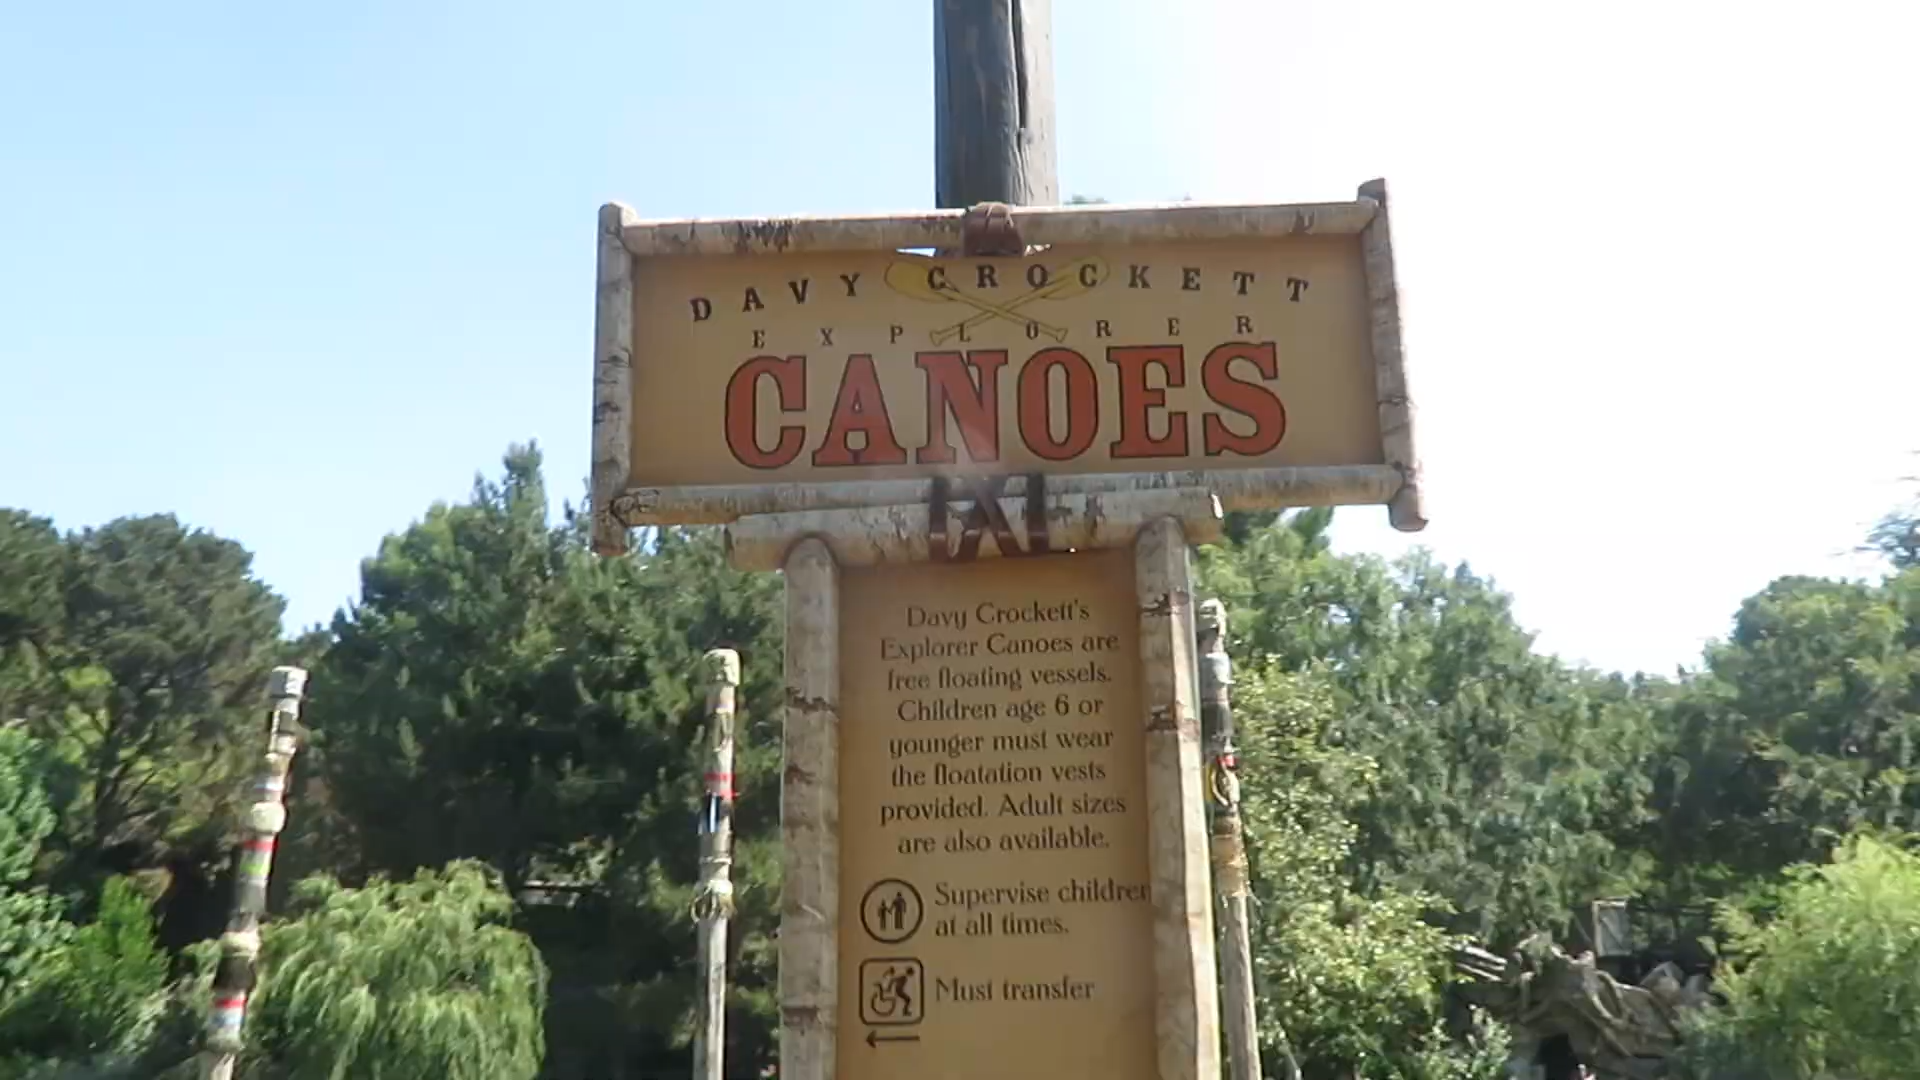 DAVY CROCKETT
EXPLORER
CANOES
Davy Crockett's
Explorer Canoes are
free floating vessels.
Children age 6 or
younger must wear
the floatation vests
provided. Adult sizes
are also available.
Supervise children
at all times.
Must transfer